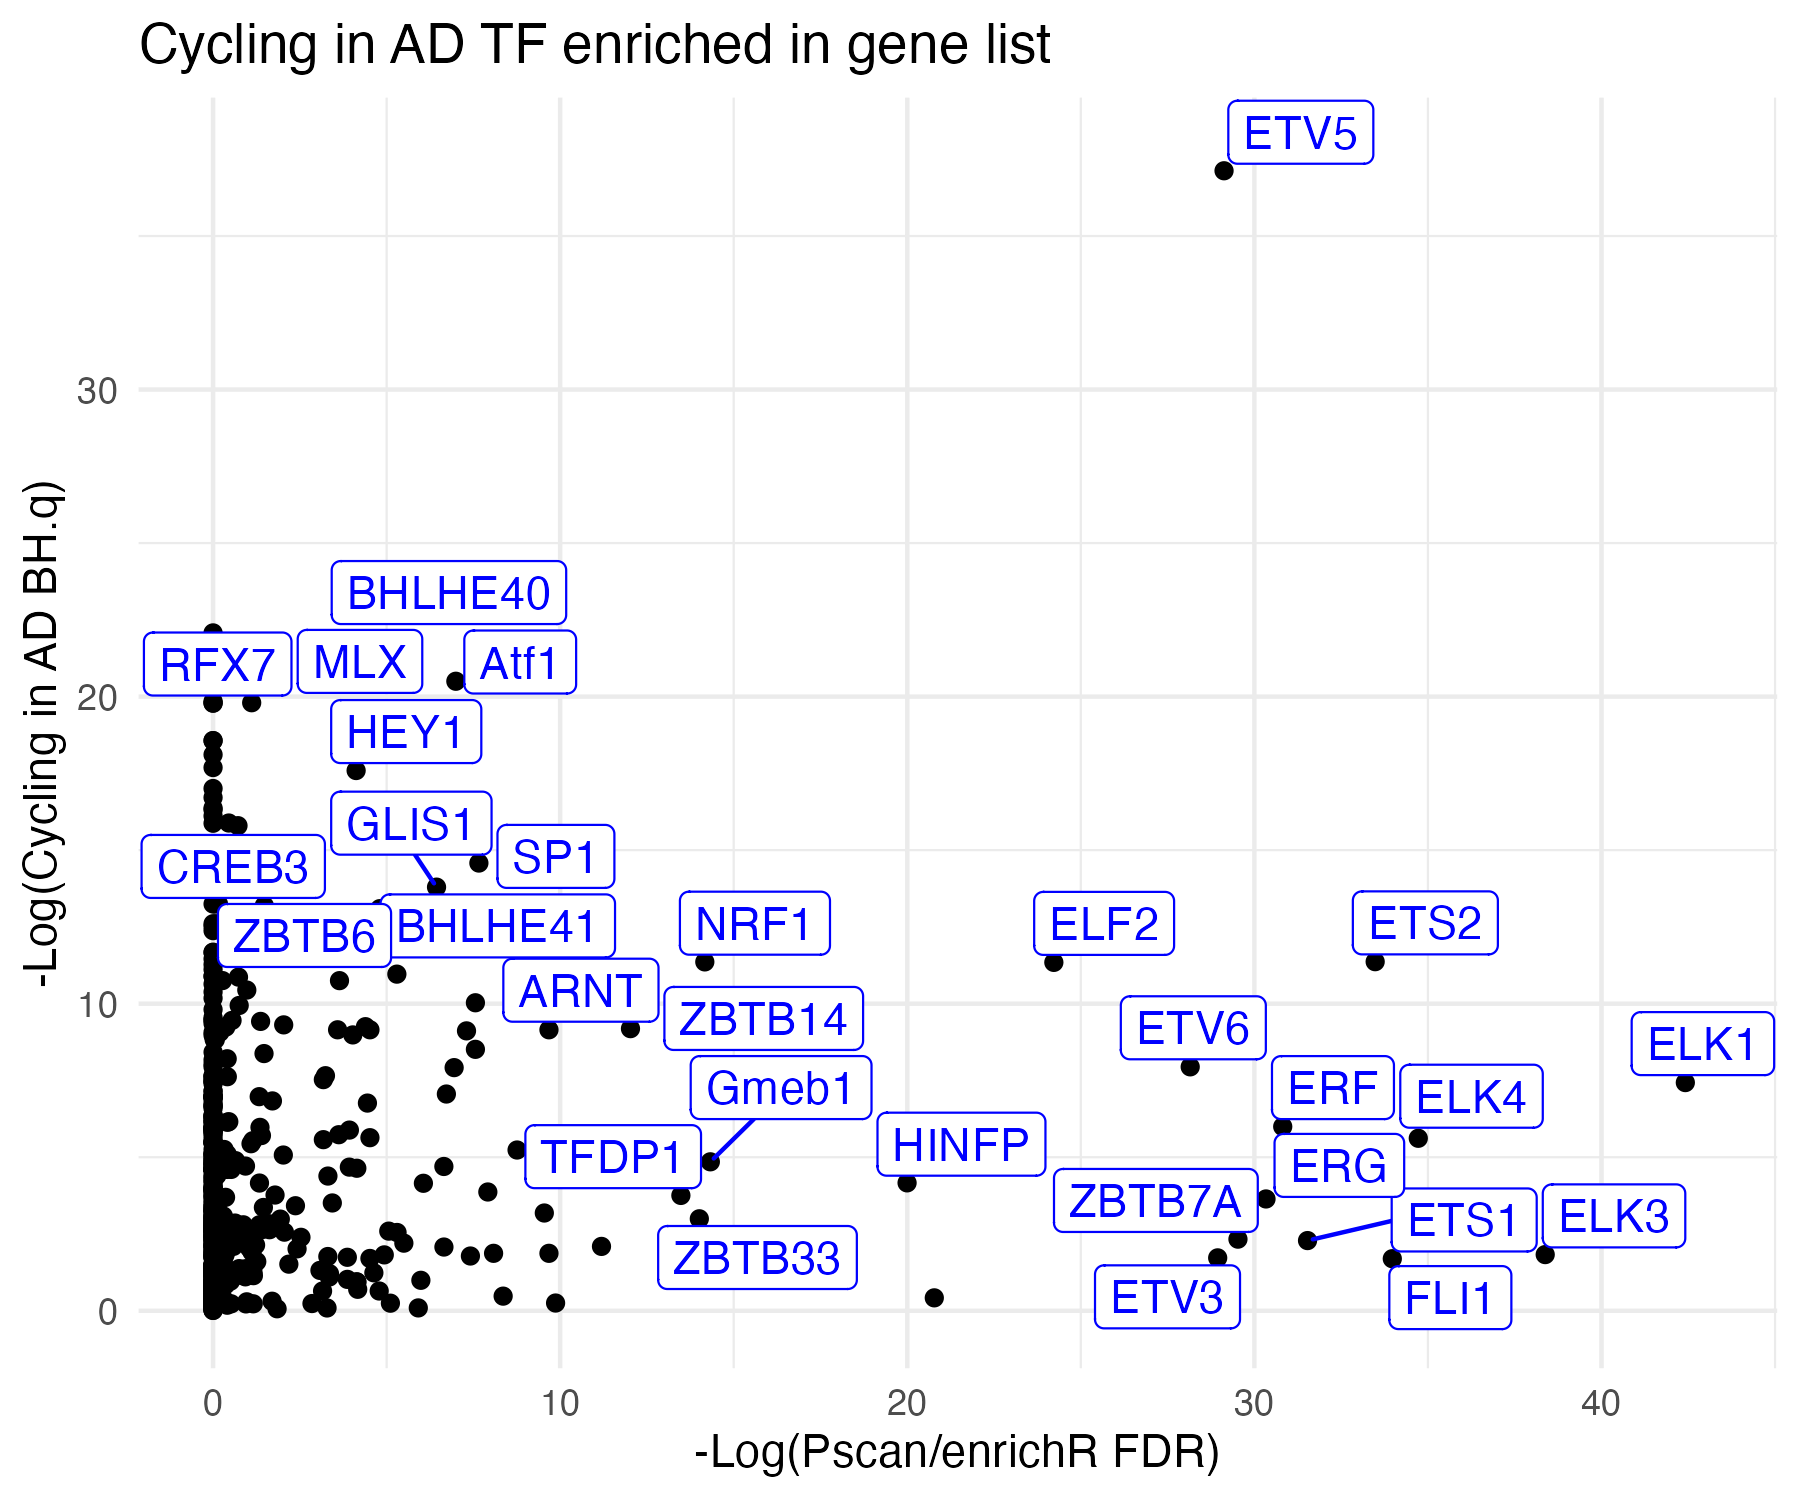 Cycling in AD TF enriched in gene list
ETV5
30
BHLHE40
RFX7
MLX
Atf1
20
HEY1
GLIS1
SP1
CREB3
ZBTB6
BHLHE41
NRF1
ELF2
ETS2
ARNT
10
ZBTB14
ETV6
ELK1
Gmeb1
ERF
ELK4
TFDP1
HINFP
ERG
ZBTB7A
ETS1
ELK3
ZBTB33
ETV3
FLI1
0
-Log(Cycling in AD BH.q)
0 10 20 30 40
-Log(Pscan/enrichR FDR)